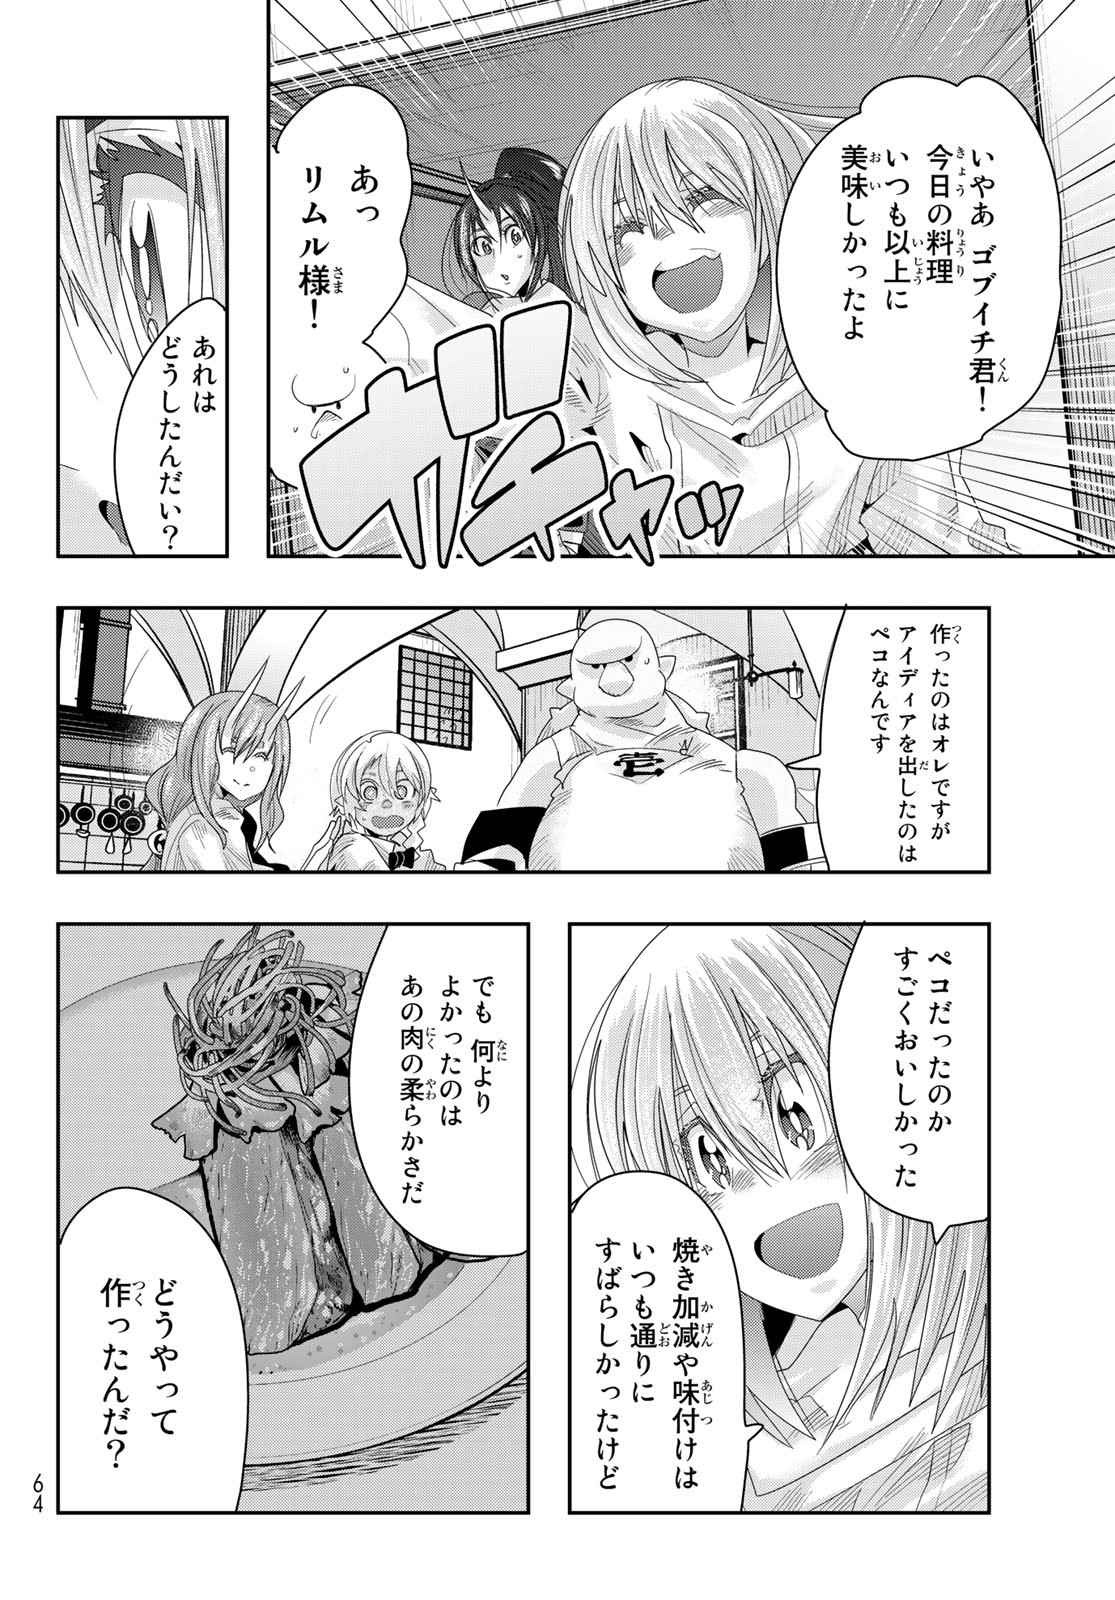 いやあ ゴブイチ君！
今日の料理
いつも以上に
美味しかったよ
あっ
リムル様！
ガチャッ
あれは
どうしたんだい？
作ったのはオレですが
アイディアを出したのは
ペコなんです
壱
ペコだったのか
すごくおいしかった
焼き加減や味付けは
いつも通りに
すばらしかったけど
でも 何より
よかったのは
あの肉の柔らかさだ
どうやって
作ったんだ？
64